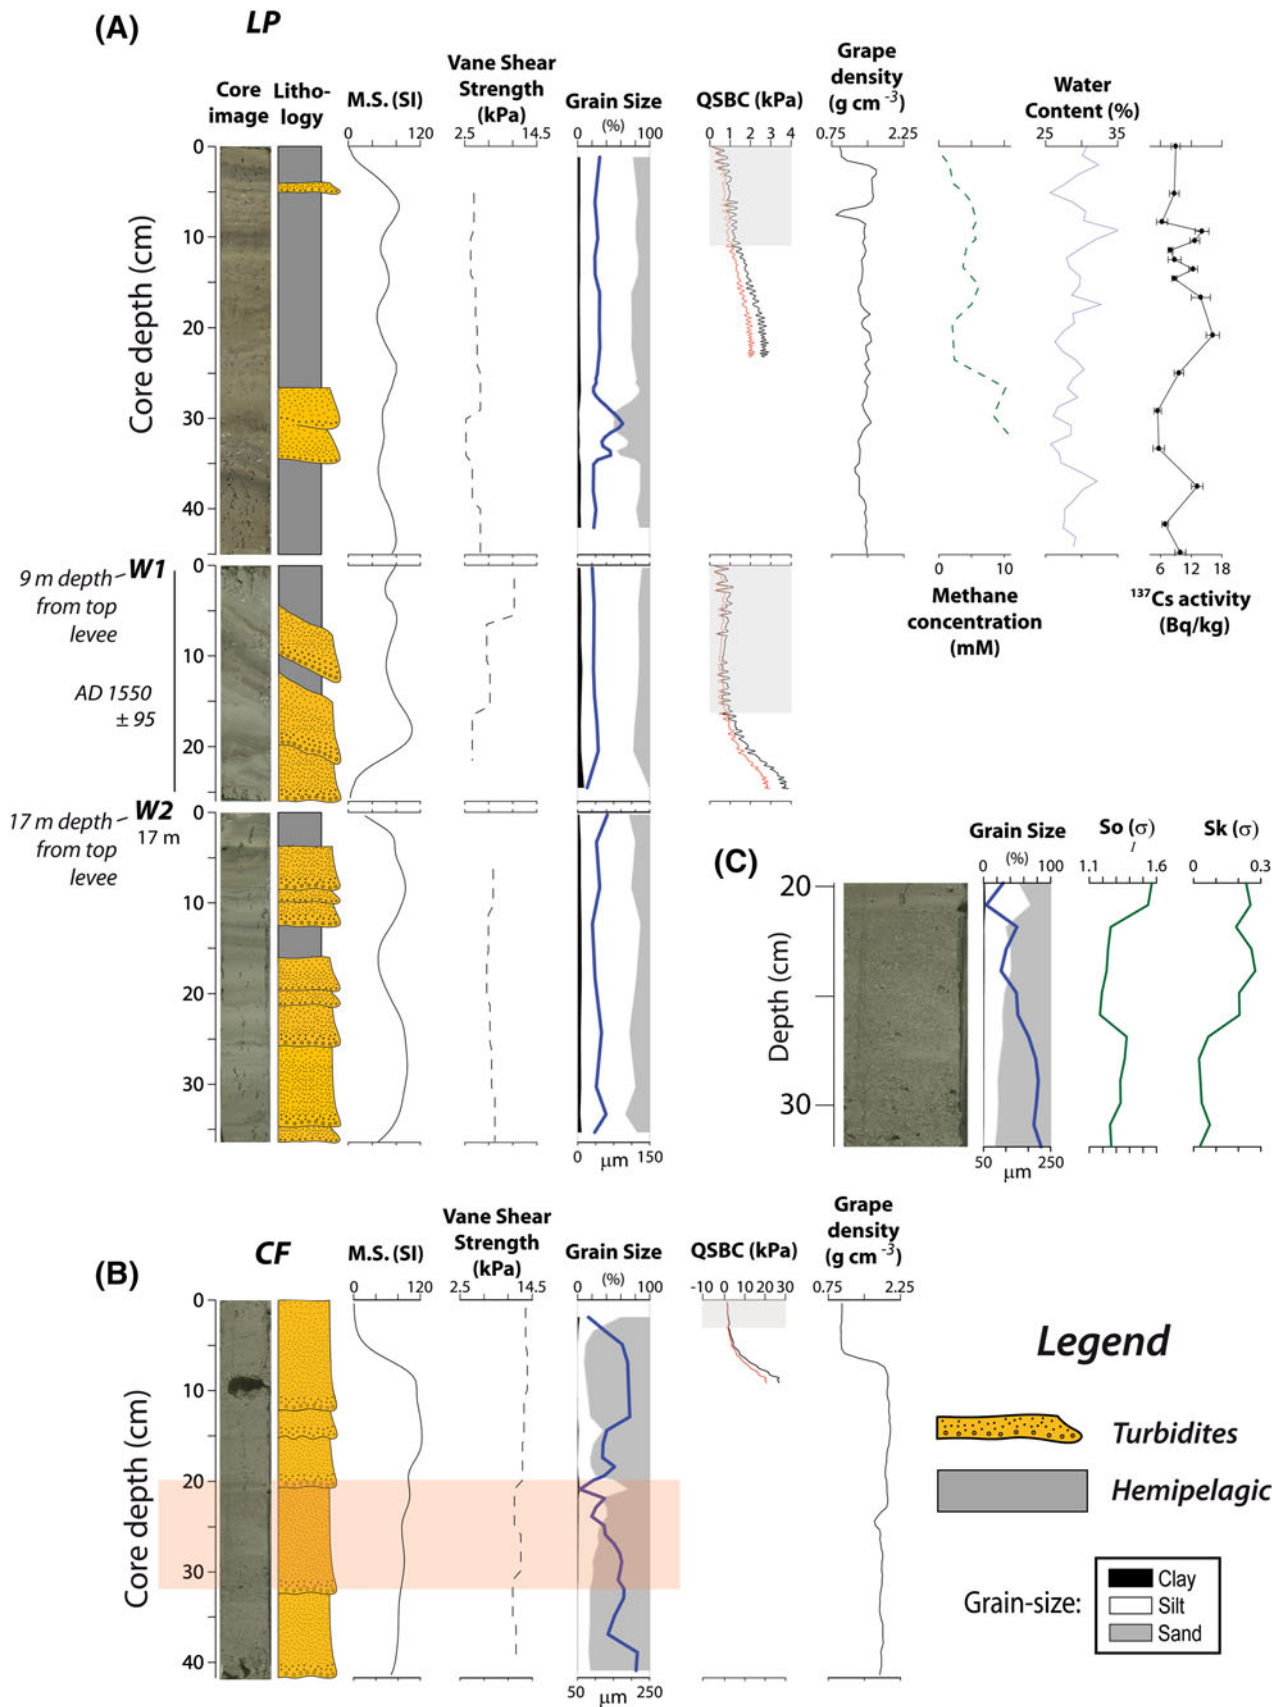 (A)
LP
Core image
Litho-logy
M.S. (SI)
0 120
Vane Shear Strength (kPa)
2.5 14.5
Grain Size
(%)
0 100
QSBC (kPa)
0 1 2 3 4
Grape density (g cm -3)
0.75 2.25
Water Content (%)
25 35
Core depth (cm)
0
10
20
30
40
0 10
Methane concentration (mM)
6 12 18
137Cs activity (Bq/kg)
W1
9 m depth from top levee
AD 1550 ± 95
0
10
20
W2
17 m depth from top levee
17 m
0
10
20
30
0 150
μm
(C)
Grain Size
(%)
0 100
So (σ)
I
1.1 1.6
Sk (σ)
0 0.3
Depth (cm)
20
30
50 250
μm
(B)
CF
M.S. (SI)
0 120
Vane Shear Strength (kPa)
2.5 14.5
Grain Size
(%)
0 100
QSBC (kPa)
-10 0 10 20 30
Grape density (g cm -3)
0.75 2.25
Core depth (cm)
0
10
20
30
40
50 250
μm
Legend
Turbidites
Hemipelagic
Grain-size:
Clay
Silt
Sand